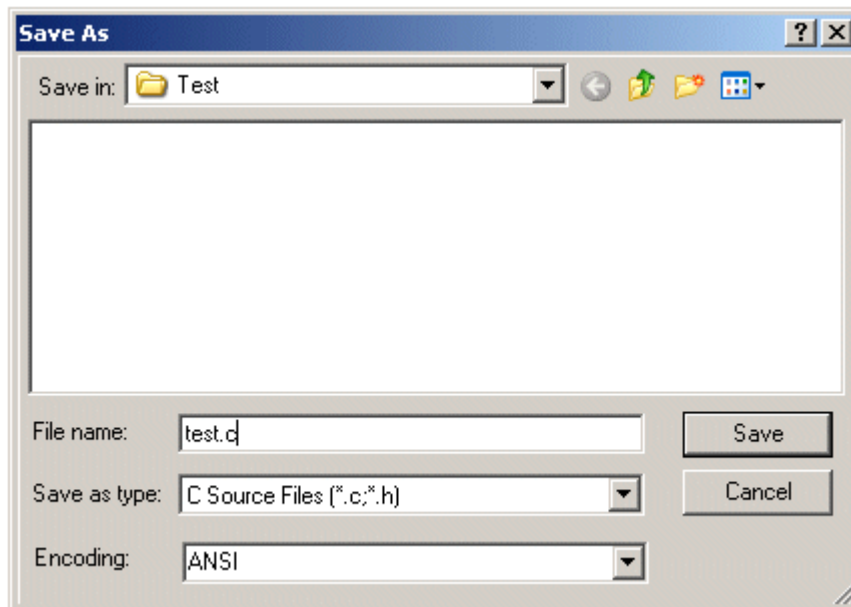 Save As
Save in: Test
File name: test.c Save
Save as type: C Source Files (*.c;*.h) Cancel
Encoding: ANSI